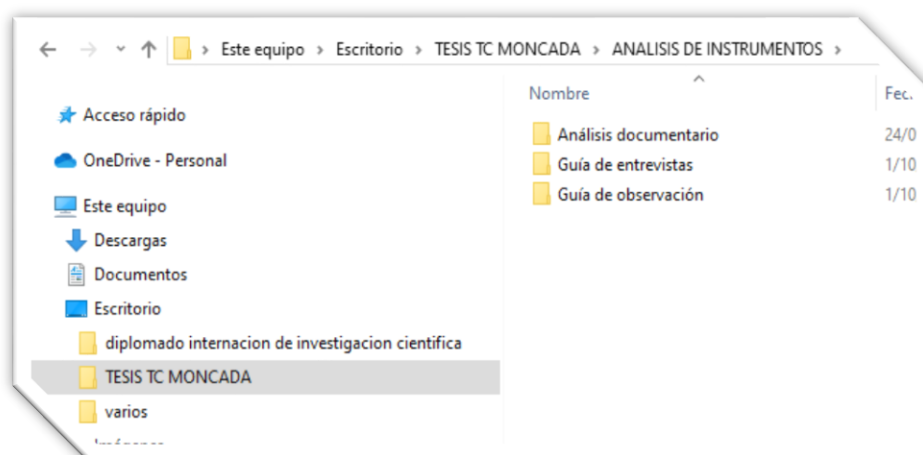 Este equipo > Escritorio > TESIS TC MONCADA > ANALISIS DE INSTRUMENTOS >
Acceso rápido
OneDrive - Personal
Este equipo
Descargas
Documentos
Escritorio
diplomado internacion de investigacion cientifica
TESIS TC MONCADA
varios
Nombre
Fec.
Análisis documentario
24/0
Guía de entrevistas
1/10
Guía de observación
1/10